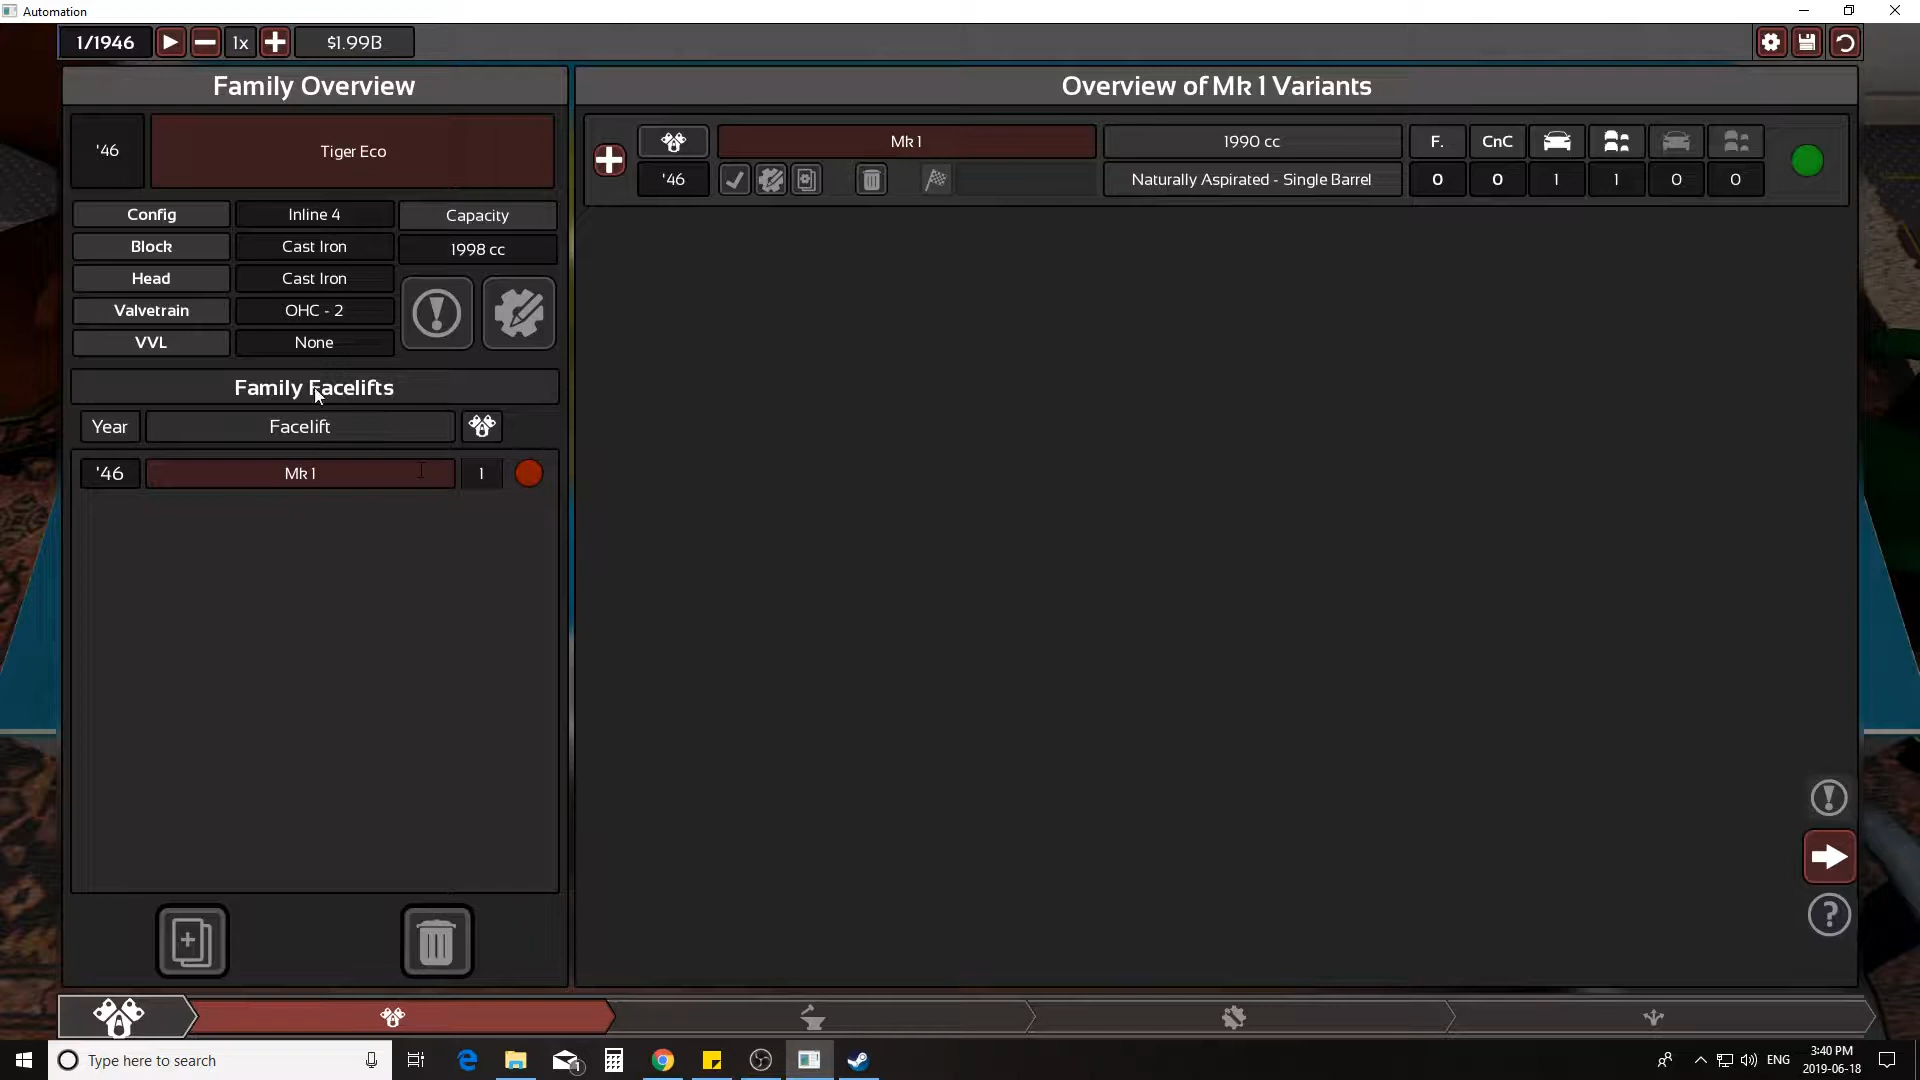 Automation
1/1946 1x $1.99B
Family Overview
'46 Tiger Eco
Config Inline 4 Capacity
Block Cast Iron 1998 cc
Head Cast Iron
Valvetrain OHC - 2
VVL None
Family Facelifts
Year Facelift
'46 Mk 1 1
Overview of Mk 1 Variants
Mk 1 1990 cc F. CnC
'46 Naturally Aspirated - Single Barrel 0 0 1 1 0 0
Type here to search
ENG
3:40 PM
2019-06-18